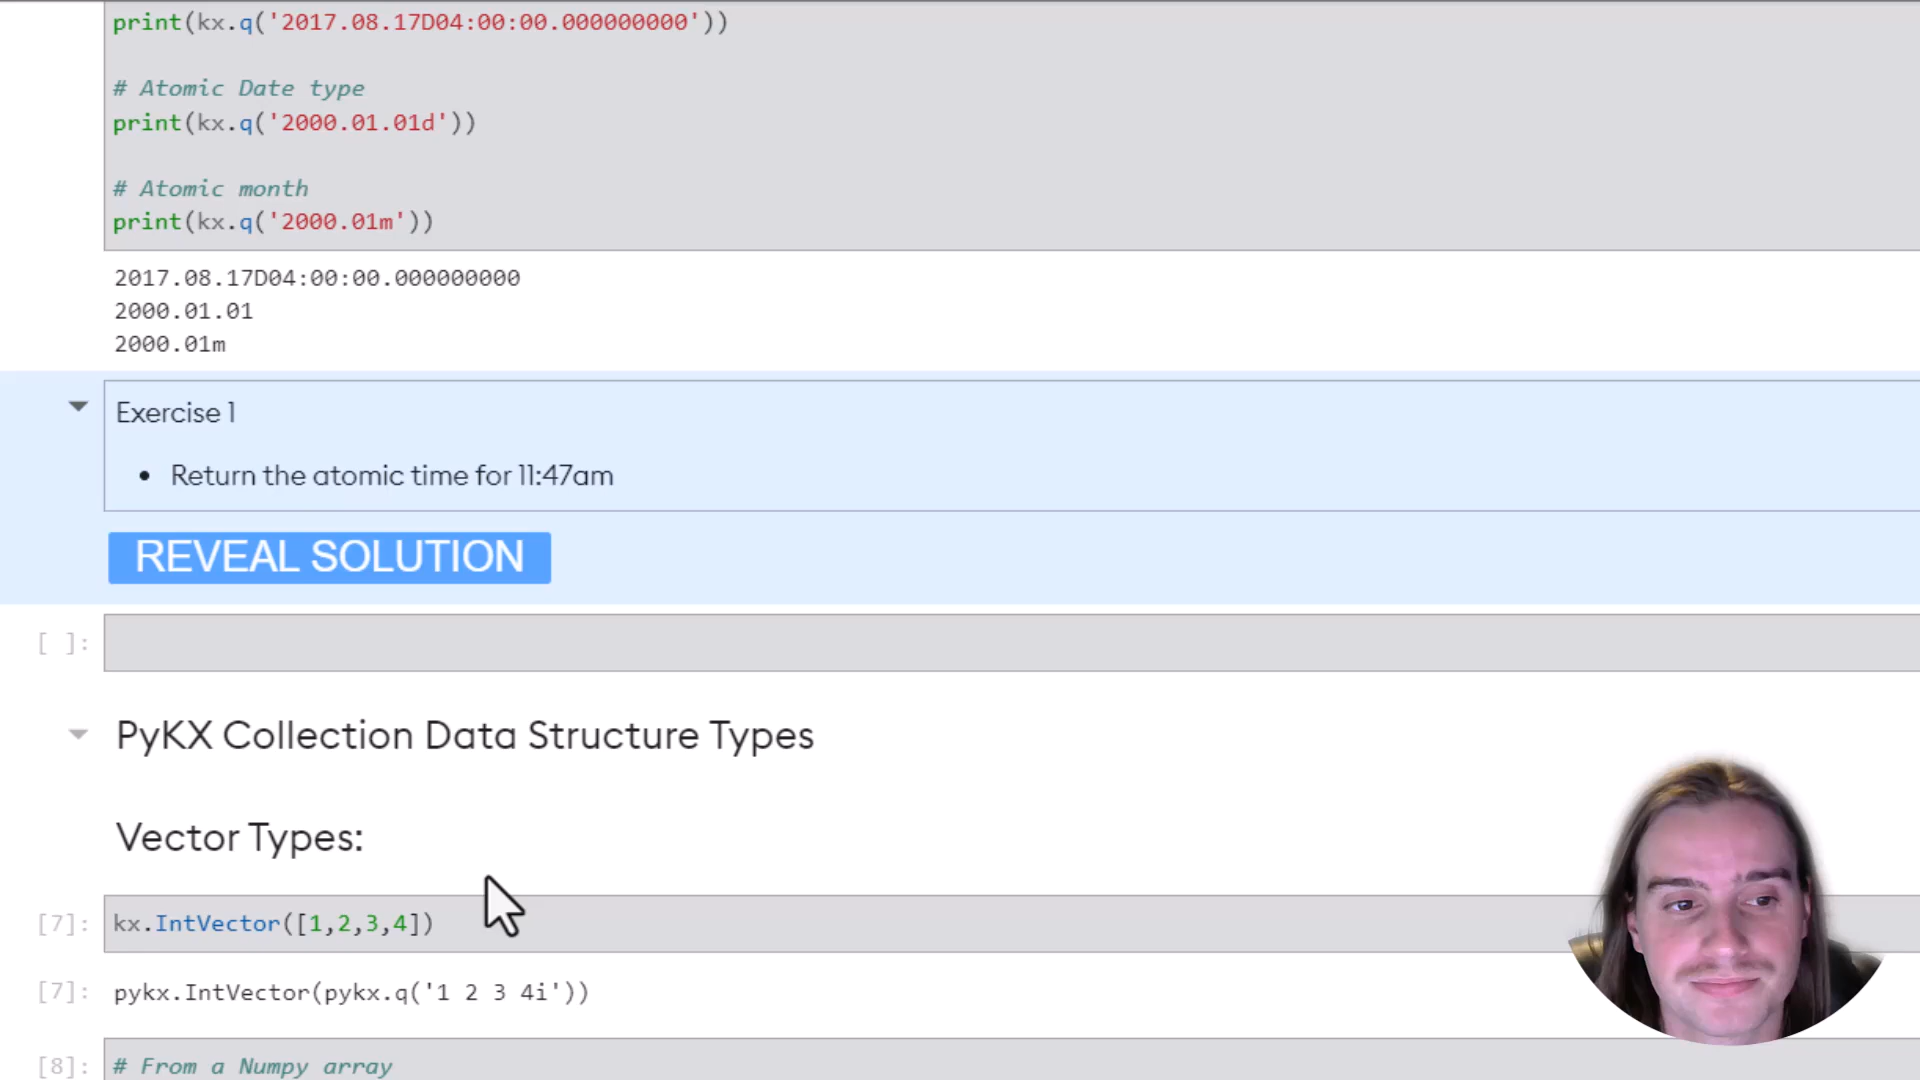 print(kx.q('2017.08.17D04:00:00.000000000'))
# Atomic Date type
print(kx.q('2000.01.01d'))
# Atomic month
print(kx.q('2000.01m'))
2017.08.17D04:00:00.000000000
2000.01.01
2000.01m
Exercise 1
• Return the atomic time for 11:47am
REVEAL SOLUTION
[ ]:
PyKX Collection Data Structure Types
Vector Types:
[7]: kx.IntVector([1,2,3,4])
[7]: pykx.IntVector(pykx.q('1 2 3 4i'))
[8]: # From a Numpy array